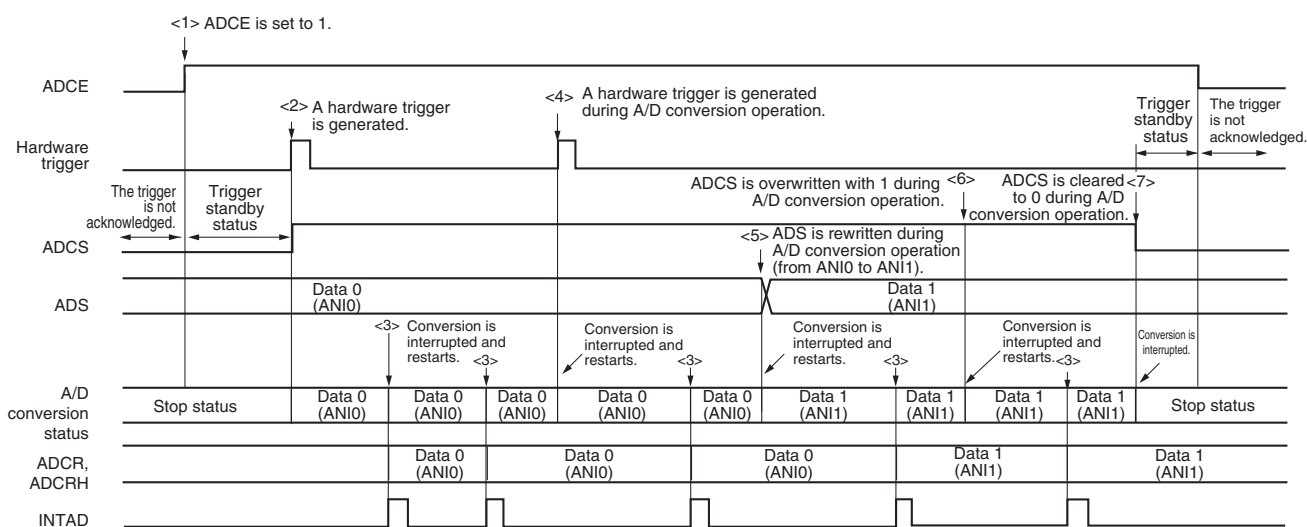 <1> ADCE is set to 1.
ADCE
<2> A hardware trigger
is generated.
<4> A hardware trigger is generated
during A/D conversion operation.
Trigger
standby
status
The trigger
is not
acknowledged.
Hardware
trigger
The trigger
is not
acknowledged.
Trigger
standby
status
ADCS is overwritten with 1 during <6>
A/D conversion operation.
ADCS is cleared <7>
to 0 during A/D
conversion operation.
ADCS
<5> ADS is rewritten during
A/D conversion operation
(from ANI0 to ANI1).
ADS
Data 0
(ANI0)
Data 1
(ANI1)
<3> Conversion is
interrupted and
restarts. <3>
Conversion is
interrupted and
restarts. <3>
Conversion is
interrupted and
restarts. <3>
Conversion is
interrupted and
restarts. <3>
Conversion is
interrupted.
A/D
conversion
status
Stop status
Data 0
(ANI0)
Data 0
(ANI0)
Data 0
(ANI0)
Data 0
(ANI0)
Data 0
(ANI0)
Data 1
(ANI1)
Data 1
(ANI1)
Data 1
(ANI1)
Data 1
(ANI1)
Stop status
ADCR,
ADCRH
Data 0
(ANI0)
Data 0
(ANI0)
Data 0
(ANI0)
Data 1
(ANI1)
Data 1
(ANI1)
INTAD